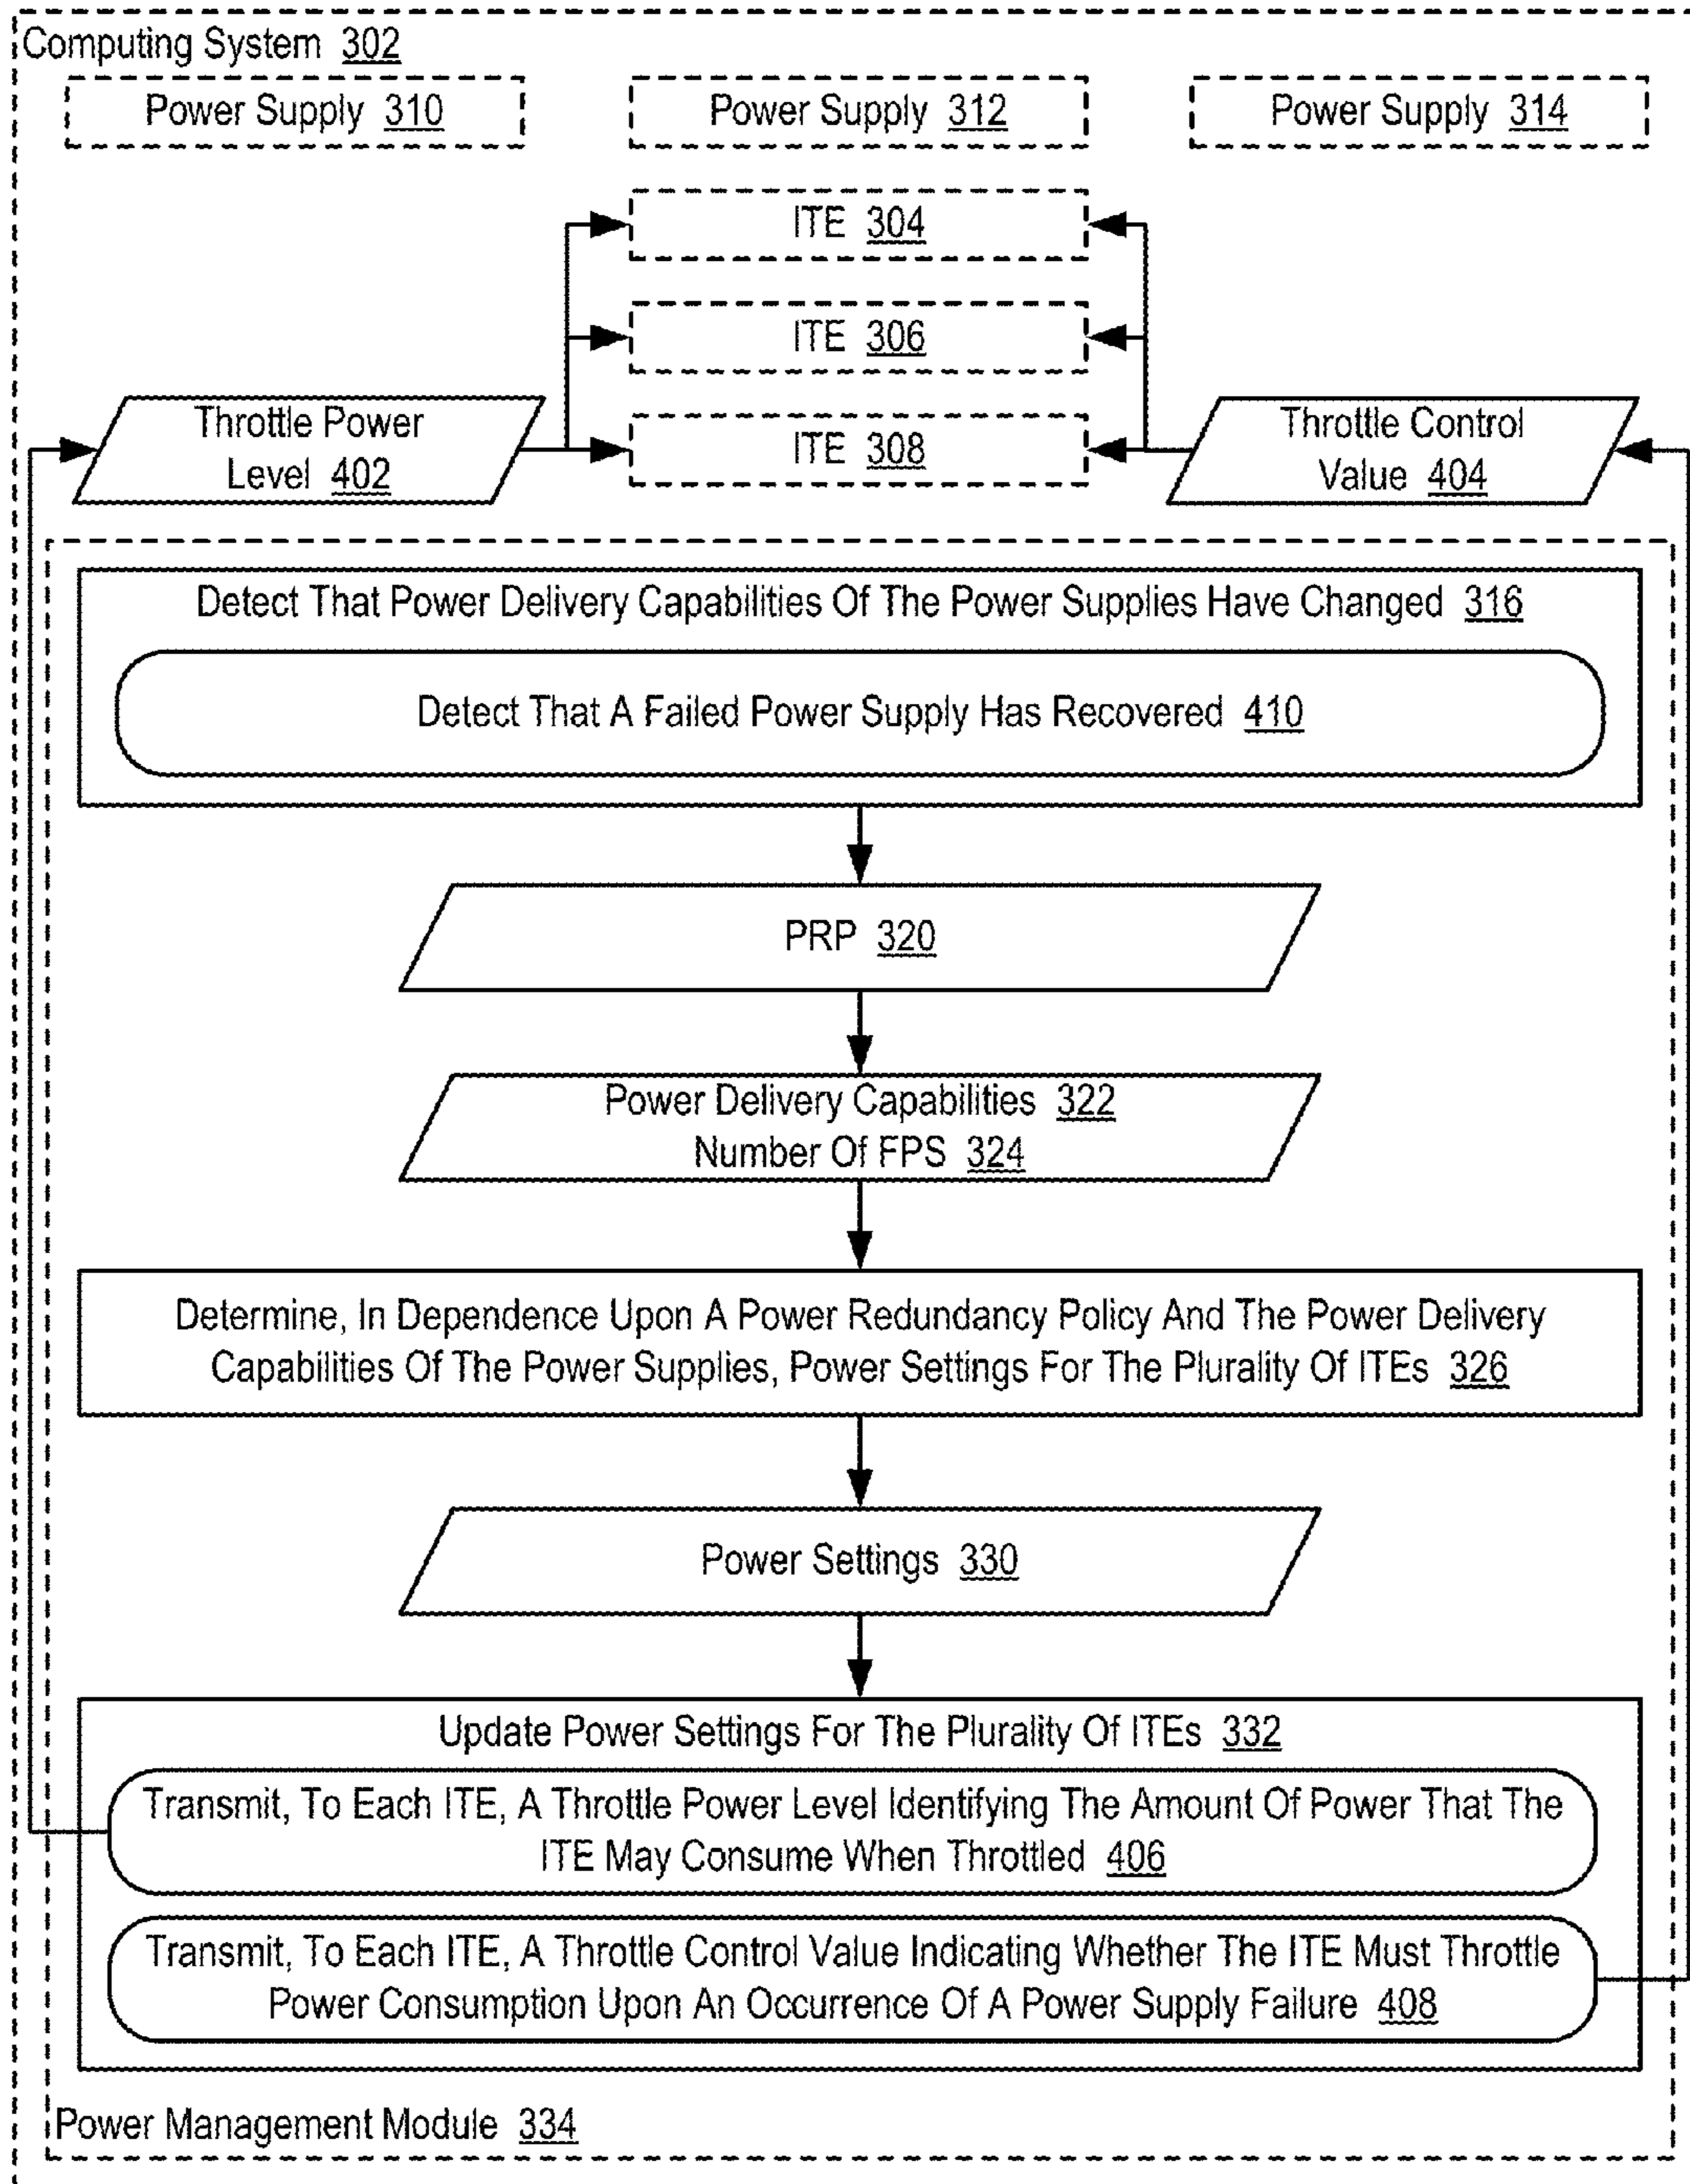 Computing System 302
Power Supply 310
Power Supply 312
Power Supply 314
ITE 304
ITE 306
ITE 308
Throttle Power
Level 402
Throttle Control
Value 404
Detect That Power Delivery Capabilities Of The Power Supplies Have Changed 316
Detect That A Failed Power Supply Has Recovered 410
PRP 320
Power Delivery Capabilities 322
Number Of FPS 324
Determine, In Dependence Upon A Power Redundancy Policy And The Power Delivery
Capabilities Of The Power Supplies, Power Settings For The Plurality Of ITEs 326
Power Settings 330
Update Power Settings For The Plurality Of ITEs 332
Transmit, To Each ITE, A Throttle Power Level Identifying The Amount Of Power That The
ITE May Consume When Throttled 406
Transmit, To Each ITE, A Throttle Control Value Indicating Whether The ITE Must Throttle
Power Consumption Upon An Occurrence Of A Power Supply Failure 408
Power Management Module 334